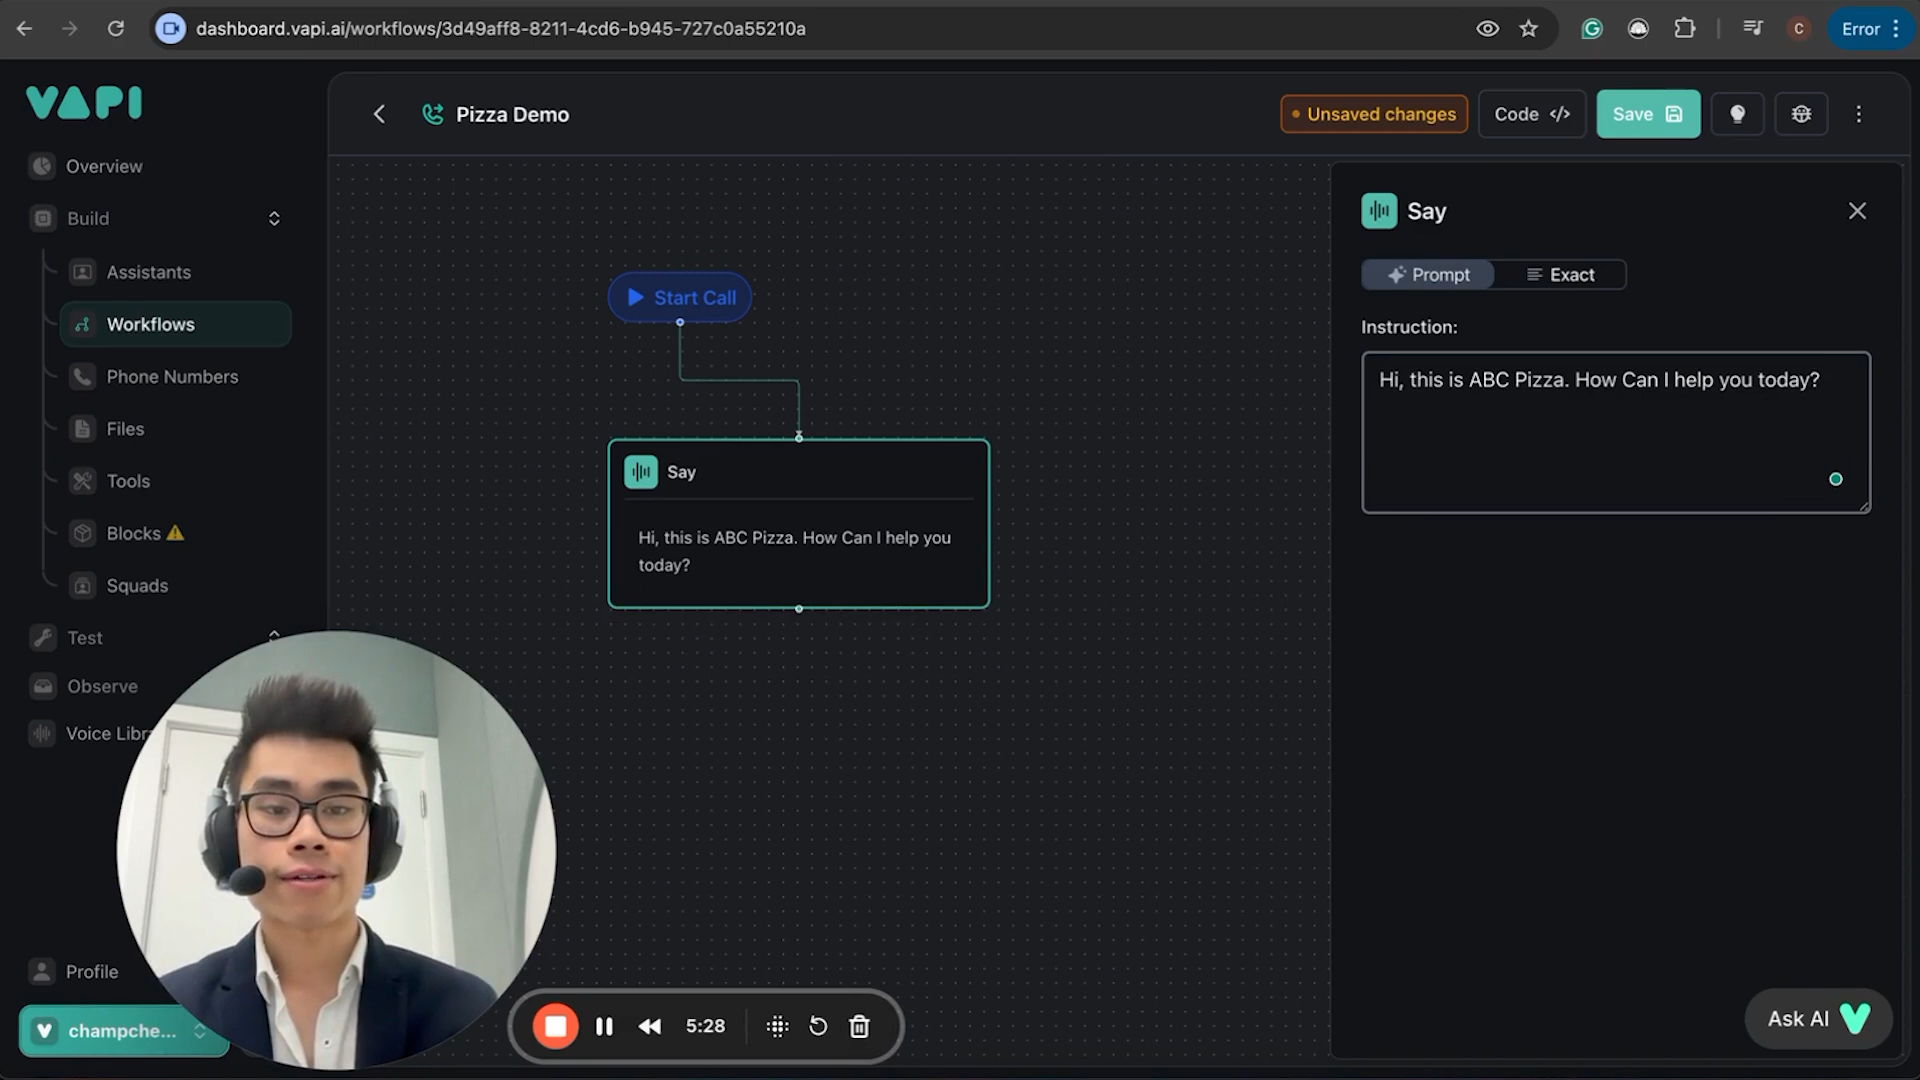 dashboard.vapi.ai/workflows/3d49aff8-8211-4cd6-b945-727c0a55210a
C
Error
VAPI
Pizza Demo
Unsaved changes
Code </>
Save
Overview
Build
Assistants
Workflows
Phone Numbers
Files
Tools
Blocks
Squads
Test
Observe
Voice Libra
Profile
champche...
Start Call
Say
Hi, this is ABC Pizza. How Can I help you
today?
Say
Prompt
Exact
Instruction:
Hi, this is ABC Pizza. How Can I help you today?
5:28
Ask AI